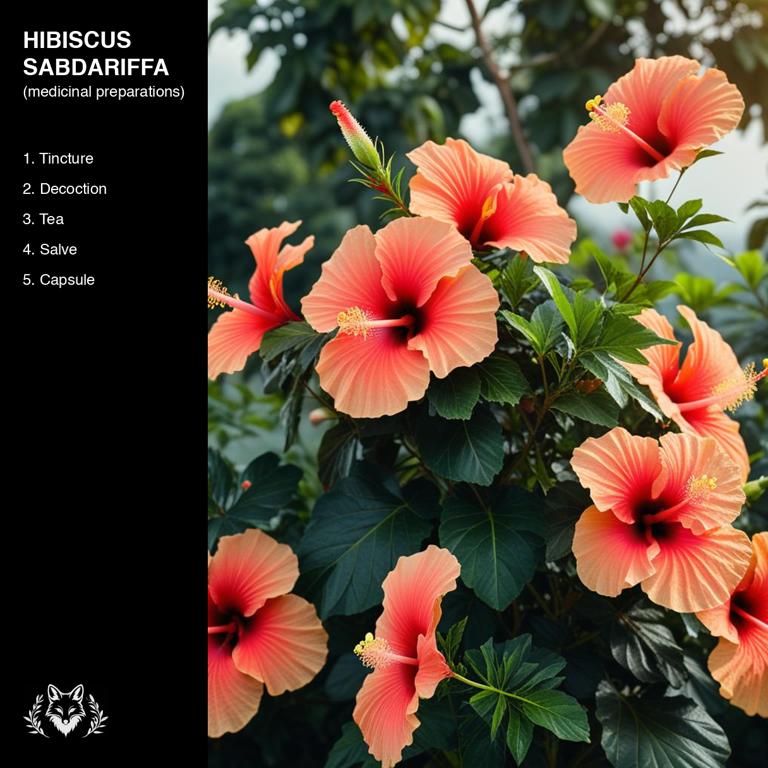 HIBISCUS
SABDARIFFA
(medicinal preparations)
1. Tincture
2. Decoction
3. Tea
4. Salve
5. Capsule